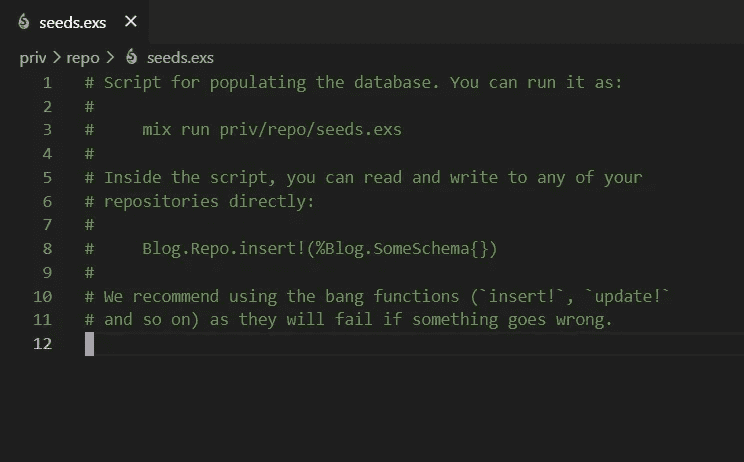 seeds.exs ×
priv > repo > seeds.exs
1 # Script for populating the database. You can run it as:
2 #
3 #     mix run priv/repo/seeds.exs
4 #
5 # Inside the script, you can read and write to any of your
6 # repositories directly:
7 #
8 #     Blog.Repo.insert!(%Blog.SomeSchema{})
9 #
10 # We recommend using the bang functions (`insert!`, `update!`
11 # and so on) as they will fail if something goes wrong.
12